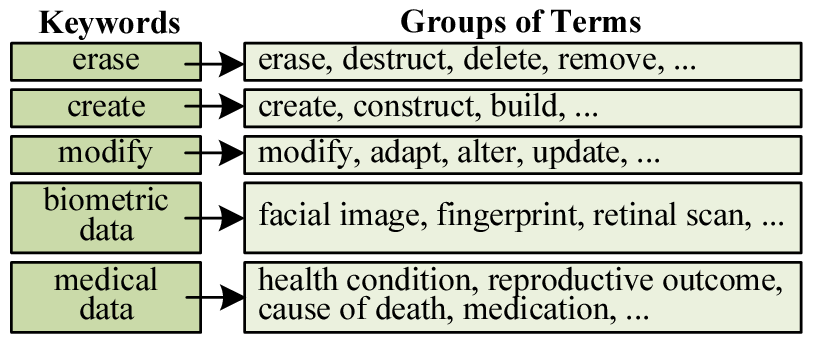 Keywords Groups of Terms
erase erase, destruct, delete, remove, ...
create create, construct, build, ...
modify modify, adapt, alter, update, ...
biometric
data
facial image, fingerprint, retinal scan, ...
medical
data
health condition, reproductive outcome,
cause of death, medication, ...